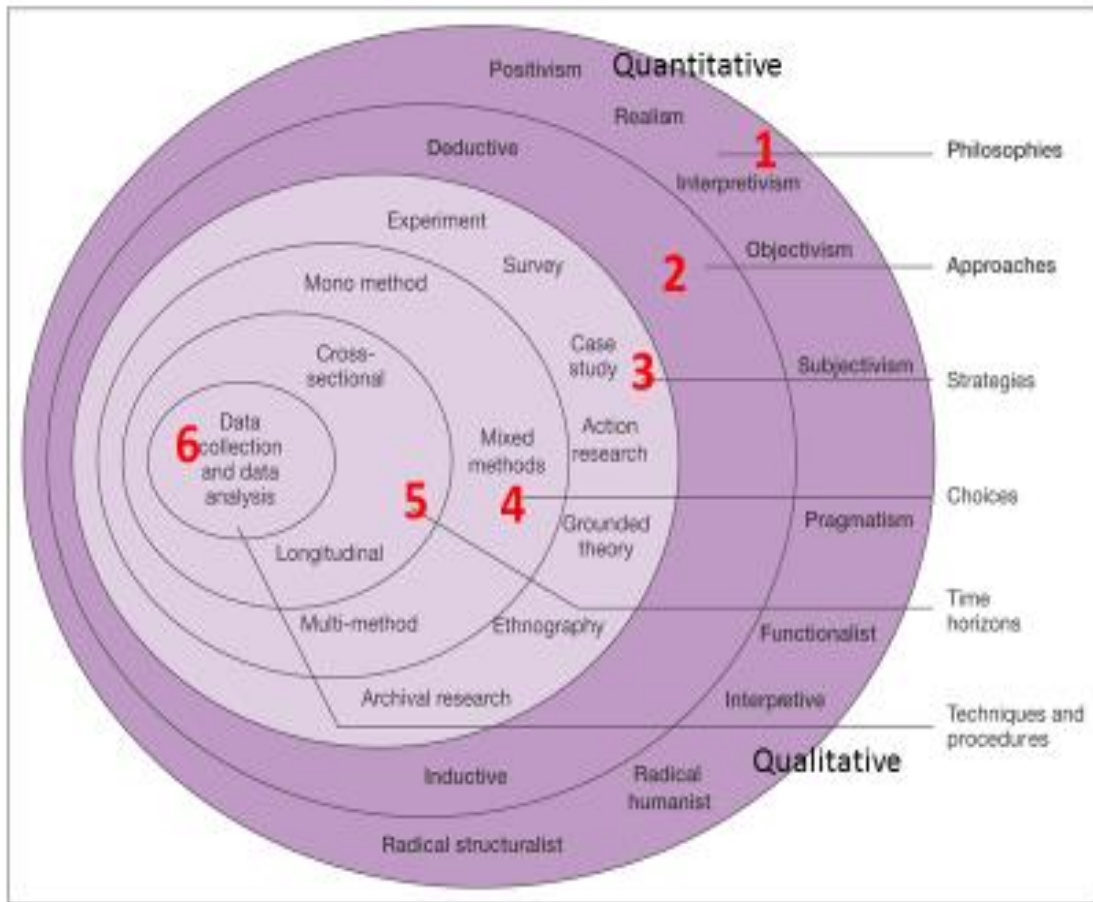 Positivism
Quantitative
Realism
1
Philosophies
Deductive
Interpretivism
Experiment
Objectivism
2
Approaches
Survey
Mono method
Case
study
3
Subjectivism
Strategies
Cross-
sectional
Data
collection
and data
analysis
6
Mixed
methods
Action
research
5
4
Choices
Grounded
theory
Pragmatism
Longitudinal
Time
horizons
Multi-method
Ethnography
Functionalist
Archival research
Interpretive
Techniques and
procedures
Qualitative
Inductive
Radical
humanist
Radical structuralist